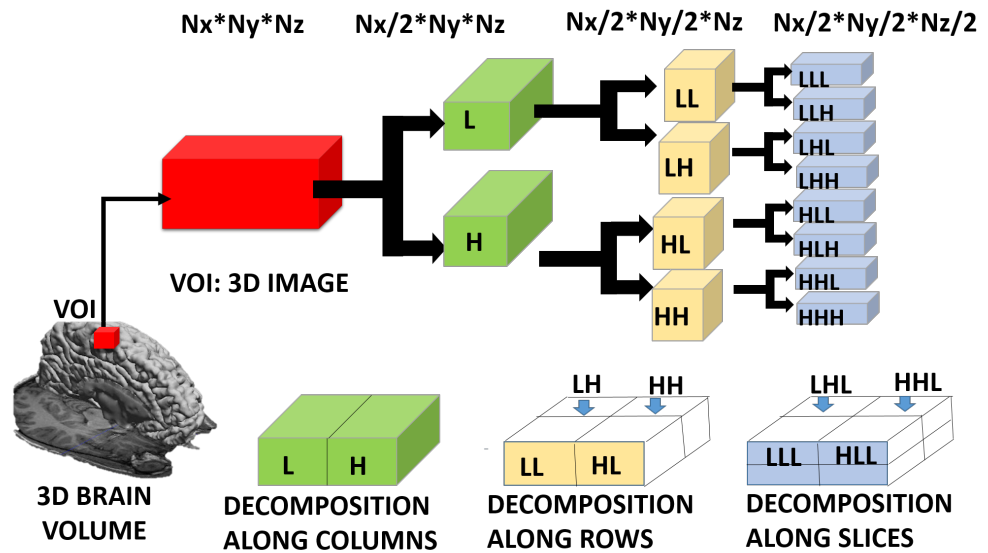 Nx*Ny*Nz
Nx/2*Ny*Nz
Nx/2*Ny/2*Nz
Nx/2*Ny/2*Nz/2
L
H
LL
LH
HL
HH
LLL
LLH
LHL
LHH
HLL
HLH
HHL
HHH
VOI: 3D IMAGE
VOI
3D BRAIN
VOLUME
L
H
DECOMPOSITION
ALONG COLUMNS
LH
HH
LL
HL
DECOMPOSITION
ALONG ROWS
LHL
HHL
LLL
HLL
DECOMPOSITION
ALONG SLICES